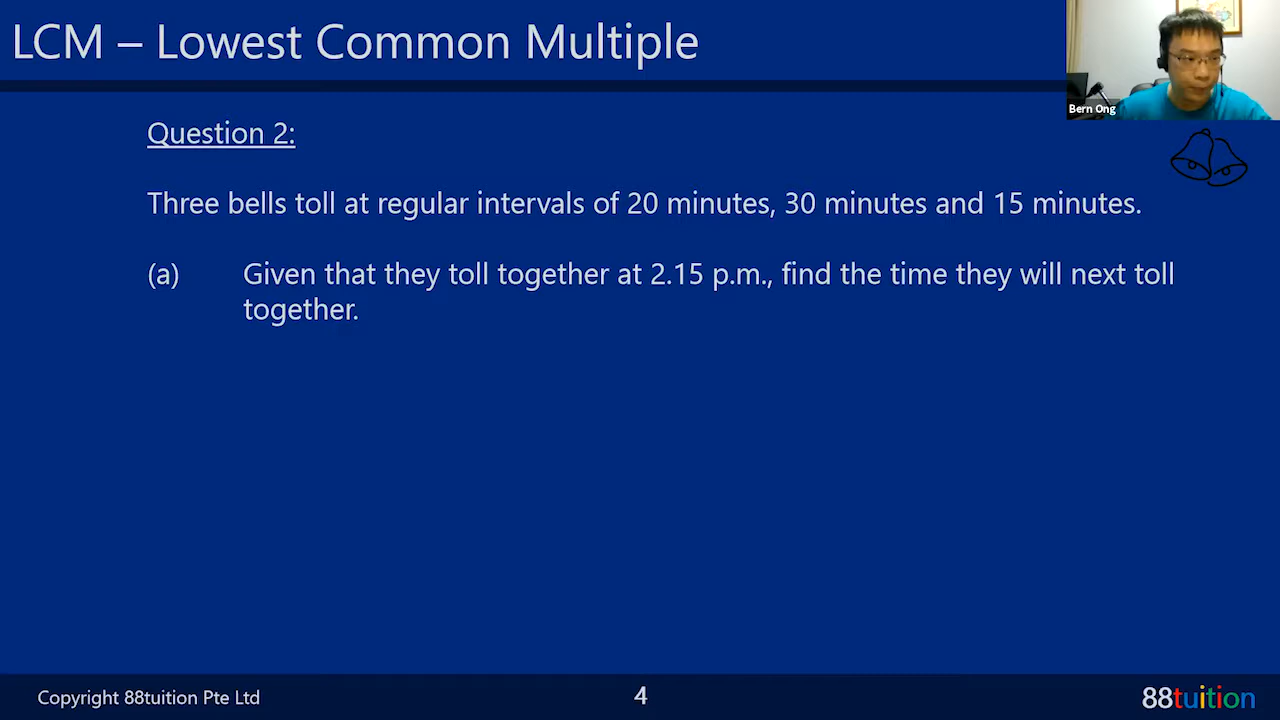 LCM – Lowest Common Multiple
Bern Ong
Question 2:
Three bells toll at regular intervals of 20 minutes, 30 minutes and 15 minutes.
(a) Given that they toll together at 2.15 p.m., find the time they will next toll
together.
Copyright 88tuition Pte Ltd
4
88tuition